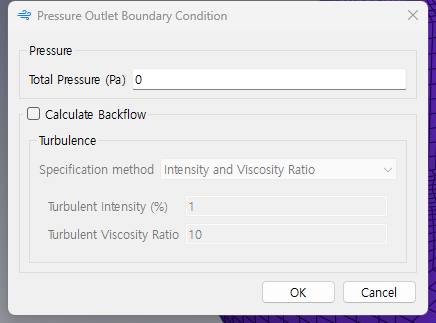 Pressure Outlet Boundary Condition
Pressure
Total Pressure (Pa) 0
Calculate Backflow
Turbulence
Specification method Intensity and Viscosity Ratio
Turbulent Intensity (%) 1
Turbulent Viscosity Ratio 10
OK Cancel